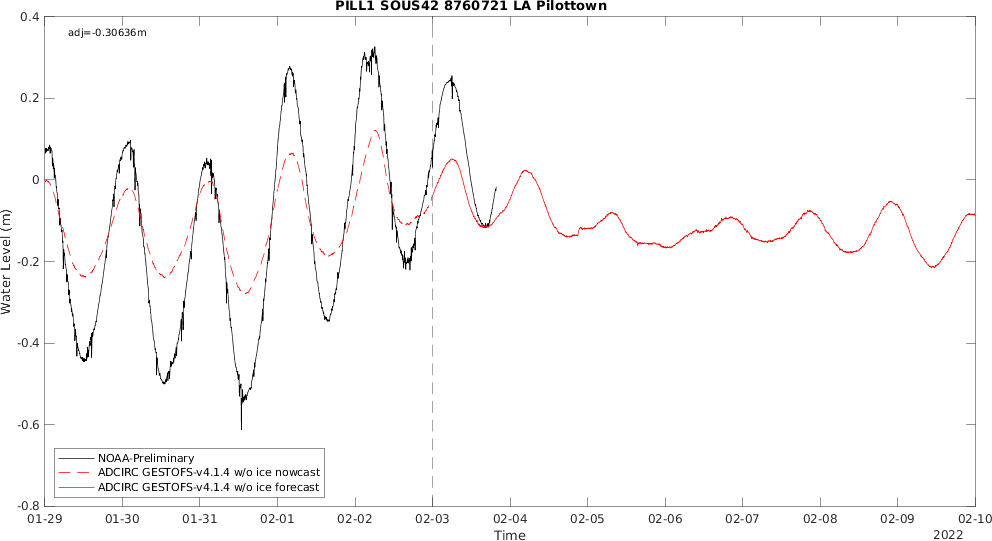 PILL1 SOUS42 8760721 LA Pilottown
adj=-0.30636m
0.4
0.2
0
-0.2
-0.4
-0.6
-0.8
Water Level (m)
NOAA-Preliminary
ADCIRC GESTOFS-v4.1.4 w/o ice nowcast
ADCIRC GESTOFS-v4.1.4 w/o ice forecast
01-29 01-30 01-31 02-01 02-02 02-03 02-04 02-05 02-06 02-07 02-08 02-09 02-10
Time
2022